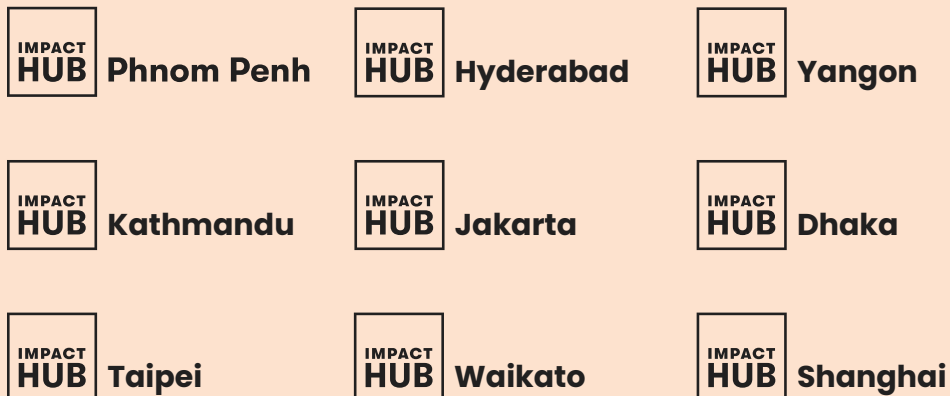 IMPACT
HUB Phnom Penh
IMPACT
HUB Hyderabad
IMPACT
HUB Yangon
IMPACT
HUB Kathmandu
IMPACT
HUB Jakarta
IMPACT
HUB Dhaka
IMPACT
HUB Taipei
IMPACT
HUB Waikato
IMPACT
HUB Shanghai